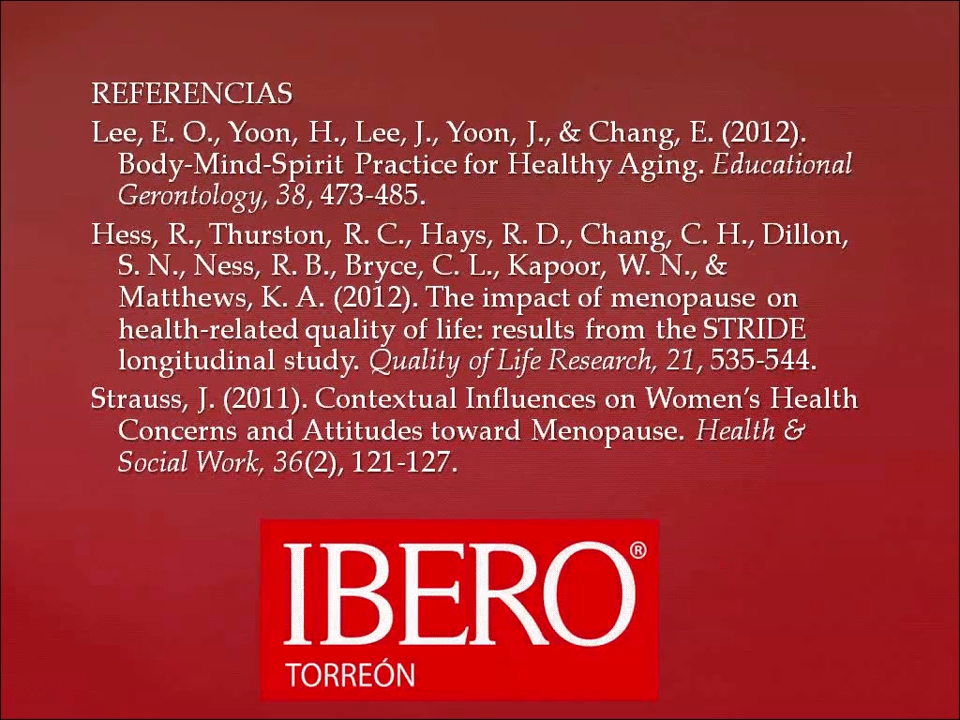 REFERENCIAS
Lee, E. O., Yoon, H., Lee, J., Yoon, J., & Chang, E. (2012).
Body-Mind-Spirit Practice for Healthy Aging. Educational
Gerontology, 38, 473-485.
Hess, R., Thurston, R. C., Hays, R. D., Chang, C. H., Dillon,
S. N., Ness, R. B., Bryce, C. L., Kapoor, W. N., &
Matthews, K. A. (2012). The impact of menopause on
health-related quality of life: results from the STRIDE
longitudinal study. Quality of Life Research, 21, 535-544.
Strauss, J. (2011). Contextual Influences on Women’s Health
Concerns and Attitudes toward Menopause. Health &
Social Work, 36(2), 121-127.
IBERO®
TORREÓN